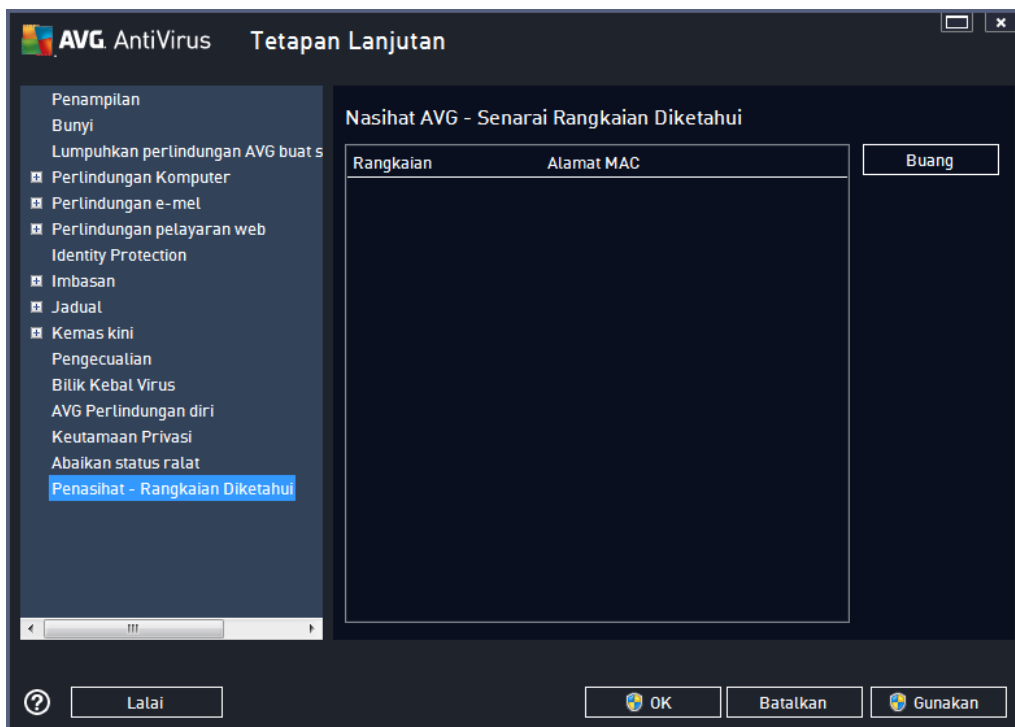 AVG. AntiVirus Tetapan Lanjutan
Penampilan
Bunyi
Lumpuhkan perlindungan AVG buat s
Perlindungan Komputer
Perlindungan e-mel
Perlindungan pelayaran web
Identity Protection
Imbasan
Jadual
Kemas kini
Pengecualian
Bilik Kebal Virus
AVG Perlindungan diri
Keutamaan Privasi
Abaikan status ralat
Penasihat - Rangkaian Diketahui
Nasihat AVG - Senarai Rangkaian Diketahui
Rangkaian Alamat MAC
Buang
Lalai
OK
Batalkan
Gunakan